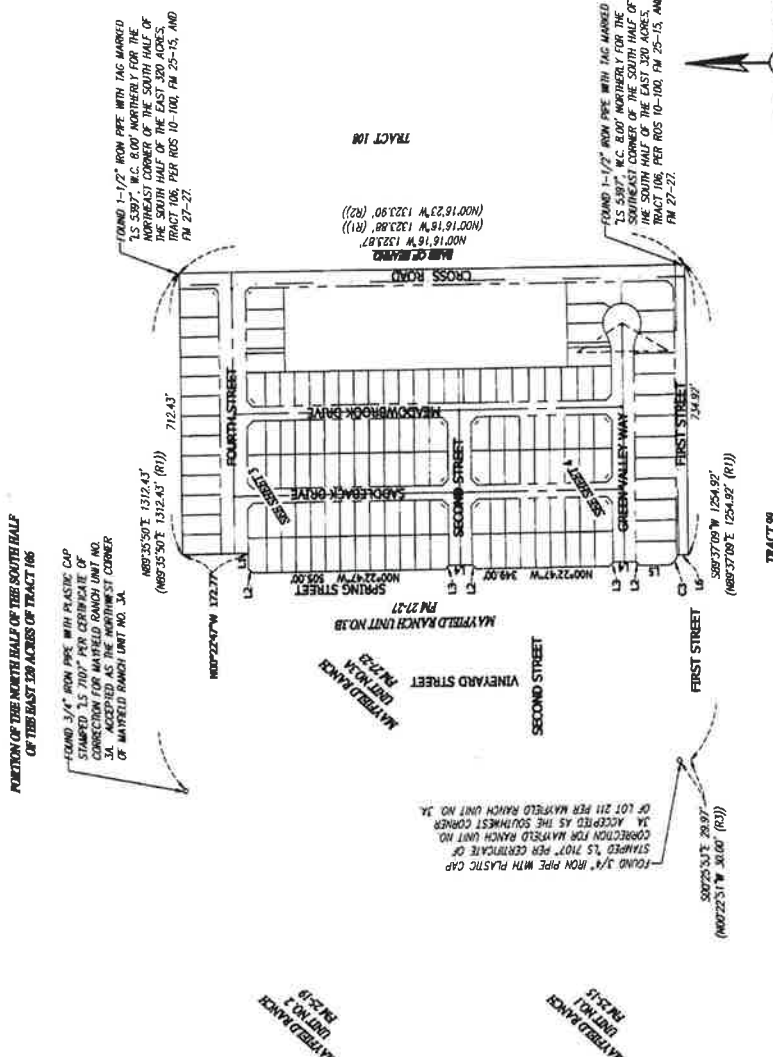 PORTION OF THE NORTH HALF OF THE SOUTH HALF
OF THE EAST 320 ACRES OF TRACT 106
FOUND 3/4" IRON PIPE WITH PLASTIC CAP
STAMPED "LS 7107" PER CERTIFICATE OF
CORRECTION FOR MAYFIELD RANCH UNIT NO.
3A. ACCEPTED AS THE NORTHWEST CORNER
OF MAYFIELD RANCH UNIT NO. 3A.
FOUND 1-1/2" IRON PIPE WITH TAG MARKED
"LS 5397", W.C. 8.00' NORTHERLY FOR THE
NORTHEAST CORNER OF THE SOUTH HALF OF
THE SOUTH HALF OF THE EAST 320 ACRES,
TRACT 106, PER ROS 10-100, FM 25-15, AND
FM 27-27.
N89°35'50"E 1312.43'
(N89°35'50"E 1312.43' (R1))
712.43'
N00°22'47"W 172.77'
L1
L2
FOURTH STREET
TRACT 108
N00°16'16"W 1323.87'
(N00°16'16"W 1323.88' (R1))
(N00°16'23"W 1323.90' (R2))
BASIS OF BEARING
CROSS ROAD
MEADOWBROOK DRIVE
SADDLEBACK DRIVE
SEE SHEET 3
SPRING STREET
N00°22'47"W 505.00'
MAYFIELD RANCH UNIT NO. 3B
FM 27-27
MAYFIELD RANCH
UNIT NO. 3A
FM 27-23
VINEYARD STREET
SECOND STREET
L3
L4
L2
SECOND STREET
N00°22'47"W 349.00'
SEE SHEET 4
GREEN VALLEY WAY
L3
L4
L2
L5
C3
L6
FIRST STREET
734.92'
FIRST STREET
S89°37'09"W 1254.92'
(N89°37'09"E 1254.92' (R1))
TRACT 99
FOUND 1-1/2" IRON PIPE WITH TAG MARKED
"LS 5397", W.C. 8.00' NORTHERLY FOR THE
SOUTHEAST CORNER OF THE SOUTH HALF OF
THE SOUTH HALF OF THE EAST 320 ACRES,
TRACT 106, PER ROS 10-100, FM 25-15, AND
FM 27-27.
FOUND 3/4" IRON PIPE WITH PLASTIC CAP
STAMPED "LS 7107" PER CERTIFICATE OF
CORRECTION FOR MAYFIELD RANCH UNIT NO.
3A. ACCEPTED AS THE SOUTHWEST CORNER
OF LOT 211 PER MAYFIELD RANCH UNIT NO. 3A.
S00°25'53"E 29.97'
(N00°22'51"W 30.00' (R3))
MAYFIELD RANCH
UNIT NO. 2
FM 25-19
MAYFIELD RANCH
UNIT NO. 1
FM 25-15